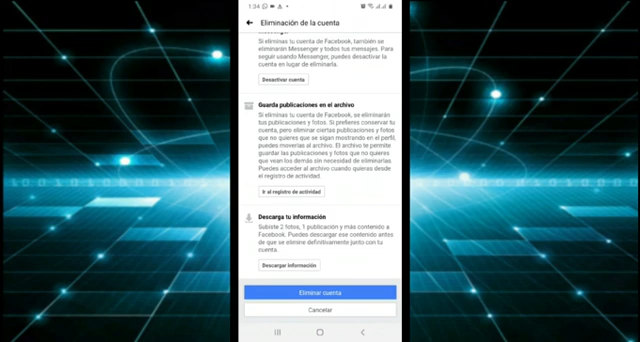 1:34
Eliminación de la cuenta
Messenger
Si eliminas tu cuenta de Facebook, también se
eliminarán Messenger y todos tus mensajes. Para
seguir usando Messenger, puedes desactivar la
cuenta en lugar de eliminarla.
Desactivar cuenta
Guarda publicaciones en el archivo
Si eliminas tu cuenta de Facebook, se eliminarán
tus publicaciones y fotos. Si prefieres conservar tu
cuenta, pero eliminar ciertas publicaciones y fotos
que no quieres que se sigan mostrando en el perfil,
puedes moverlas al archivo. El archivo te permite
guardar las publicaciones y fotos que no quieres
que vean los demás sin necesidad de eliminarlas.
Puedes acceder al archivo cuando quieras desde
el registro de actividad.
Ir al registro de actividad
Descarga tu información
Subiste 2 fotos, 1 publicación y más contenido a
Facebook. Puedes descargar ese contenido antes
de que se elimine definitivamente junto con tu
cuenta.
Descargar información
Eliminar cuenta
Cancelar